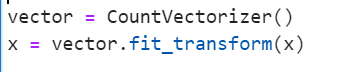 vector = CountVectorizer()
x = vector.fit_transform(x)